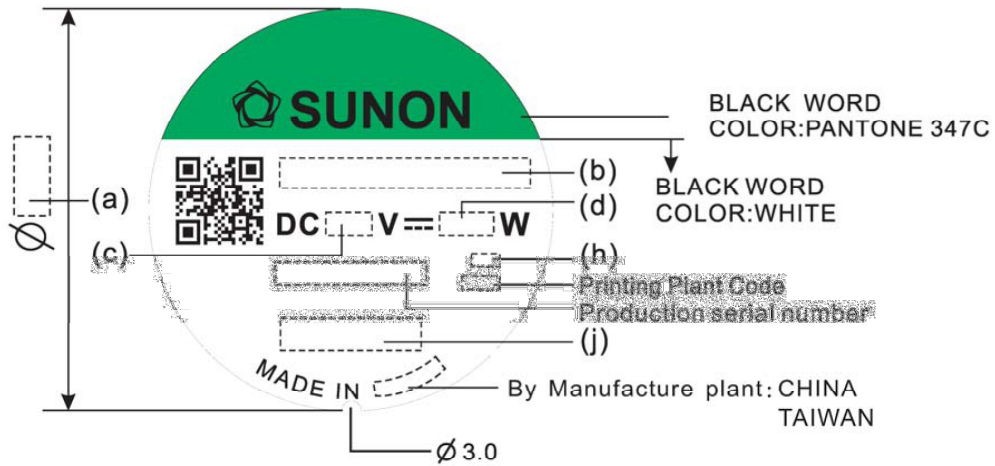 SUNON
BLACK WORD
COLOR:PANTONE 347C
(b)
(a)
BLACK WORD
COLOR:WHITE
(d)
DC V W
Ø
(c)
(h)
Printing Plant Code
Production serial number
(j)
MADE IN
By Manufacture plant: CHINA
TAIWAN
Ø3.0